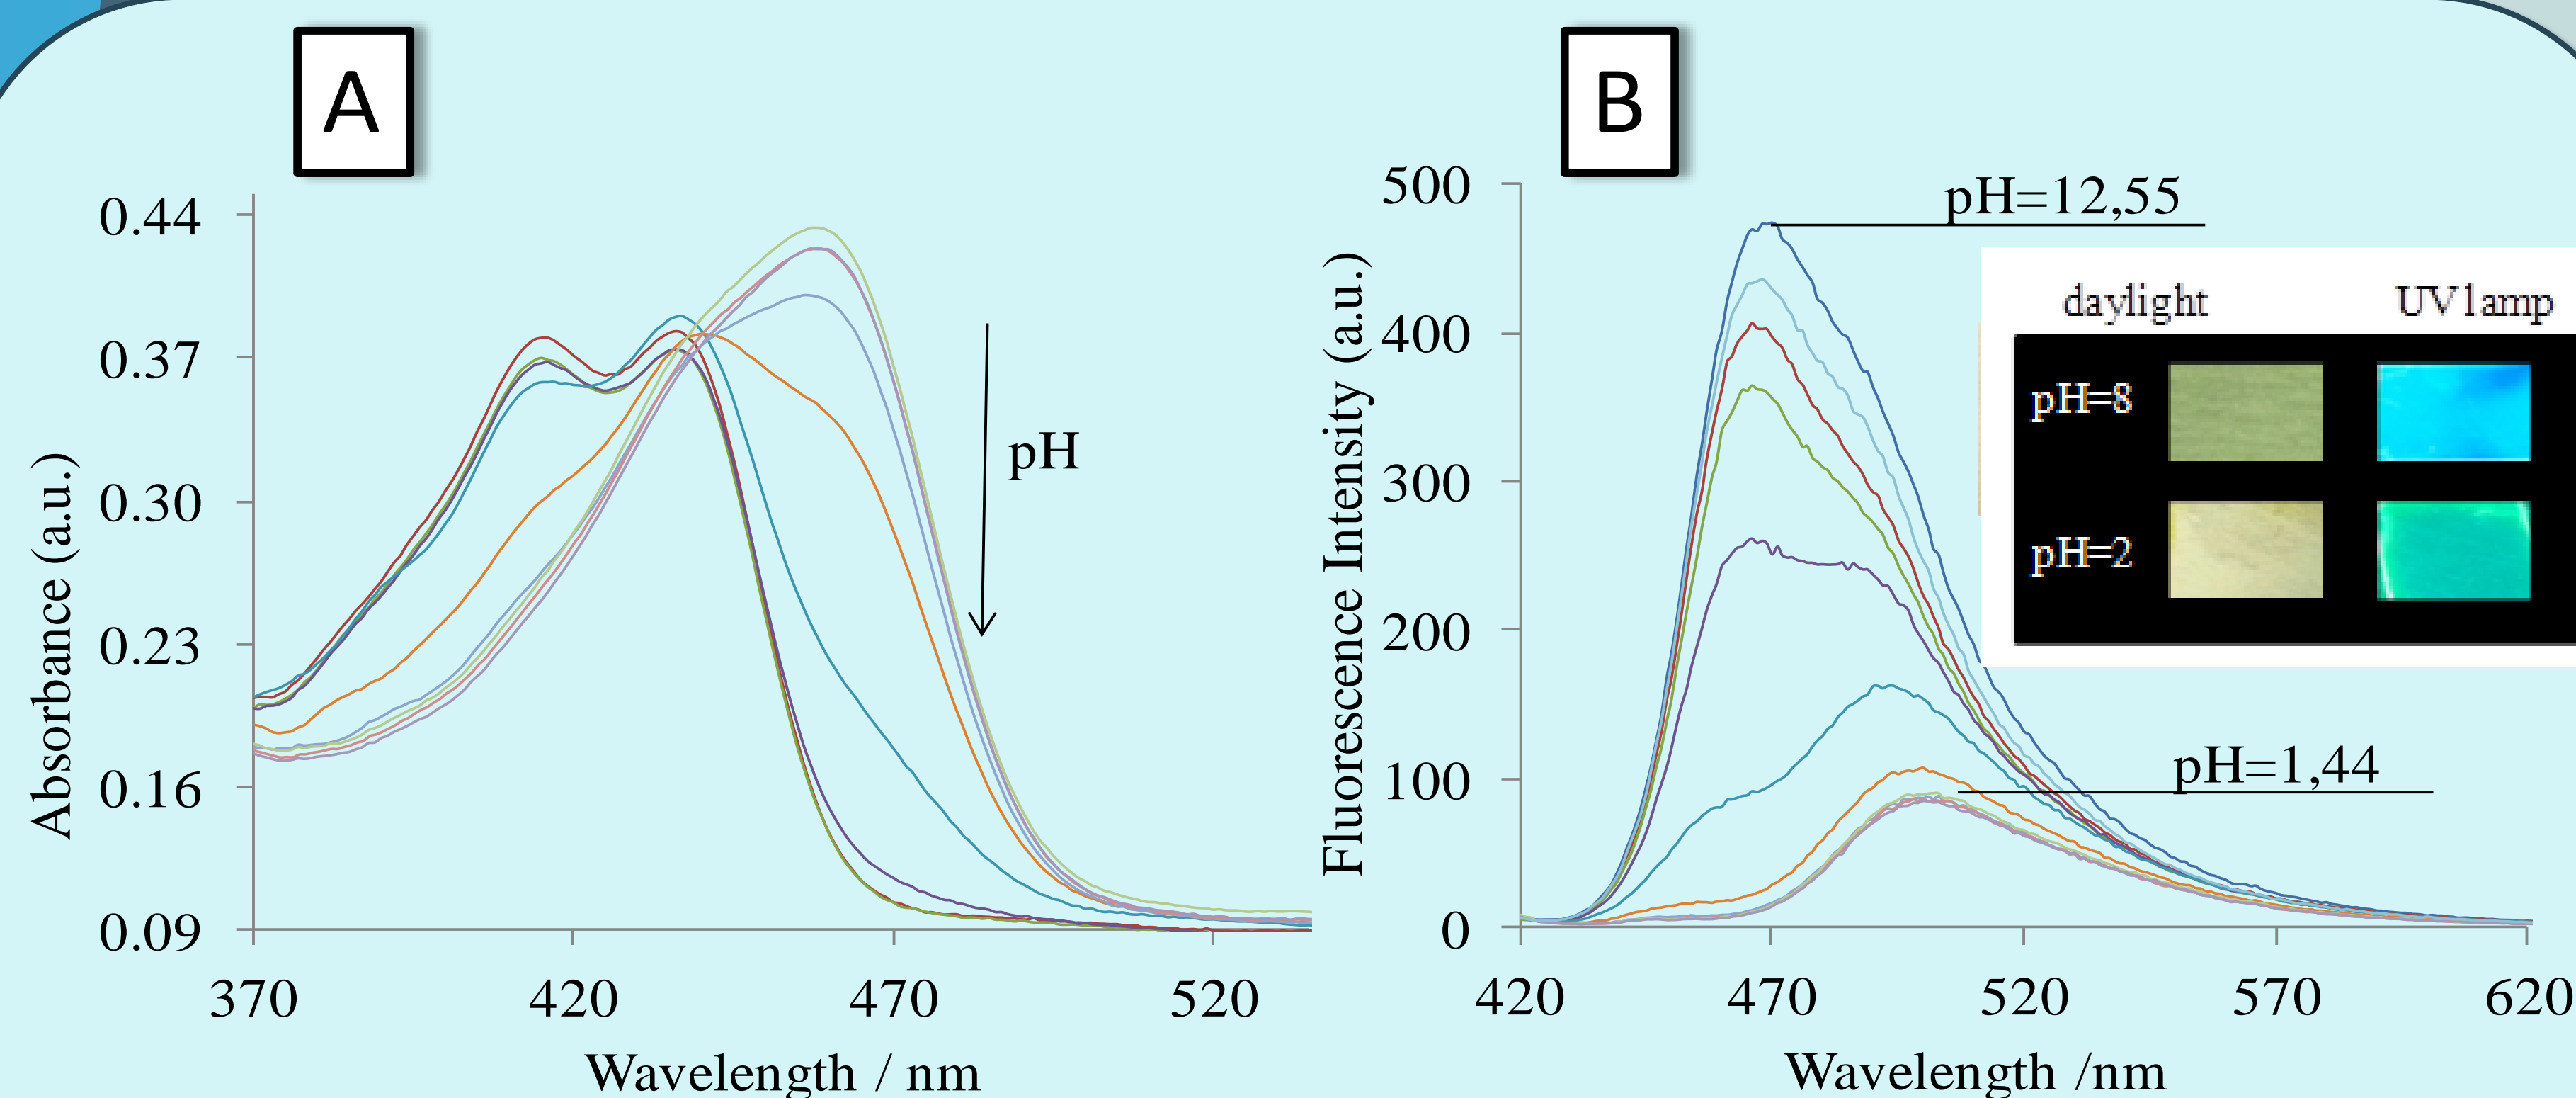 A
0.44
0.37
0.30
0.23
0.16
0.09
370 420 470 520
Absorbance (a.u.)
Wavelength / nm
pH
B
500
400
300
200
100
0
420 470 520 570 620
Fluorescence Intensity (a.u.)
Wavelength /nm
pH=12,55
pH=1,44
daylight UV lamp
pH=8
pH=2